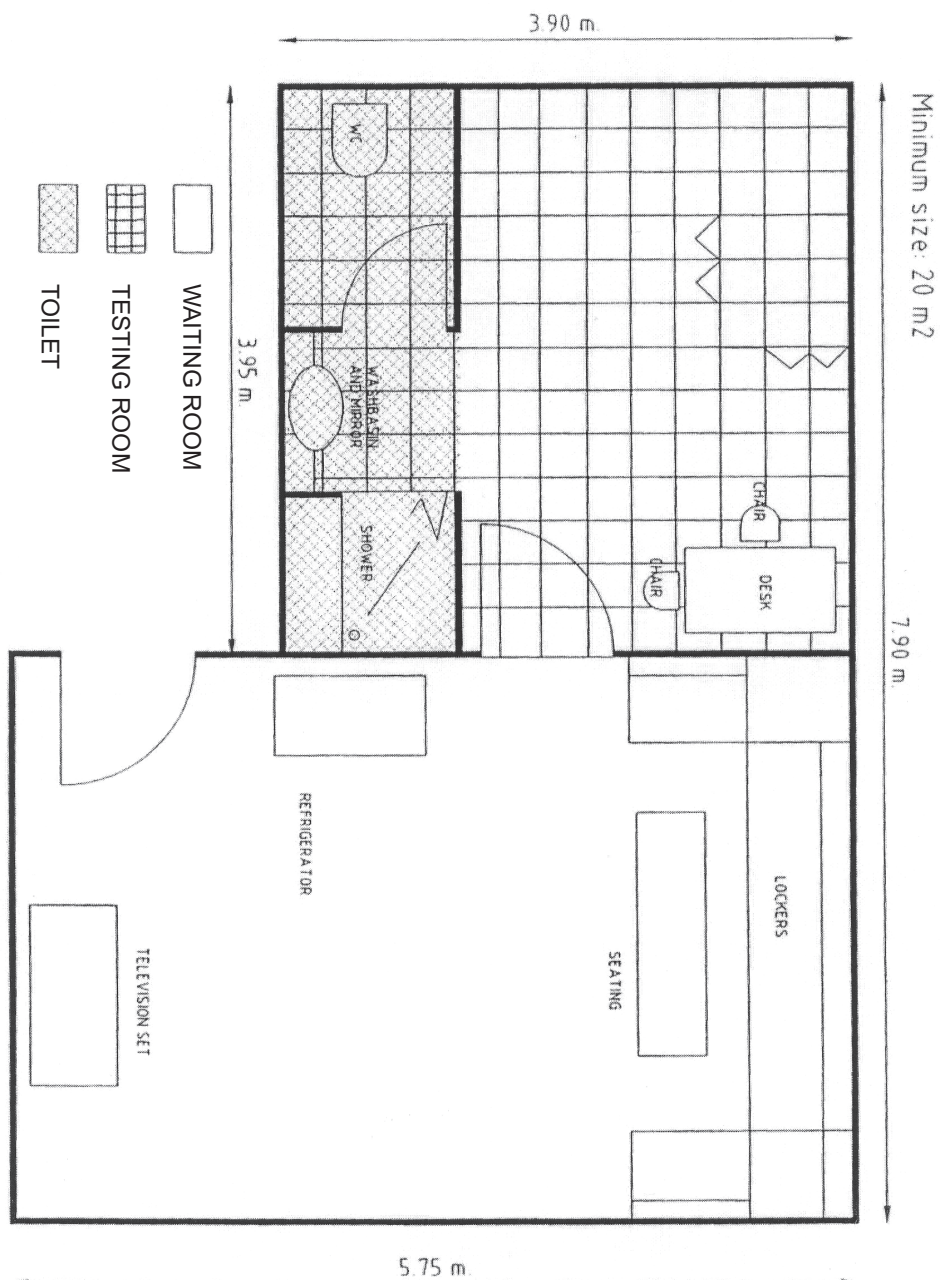 Minimum size: 20 m2
7.90 m.
3.90 m.
DESK
CHAIR
CHAIR
LOCKERS
SEATING
WC
WASHBASIN
AND MIRROR
SHOWER
REFRIGERATOR
TELEVISION SET
3.95 m.
5.75 m.
WAITING ROOM
TESTING ROOM
TOILET